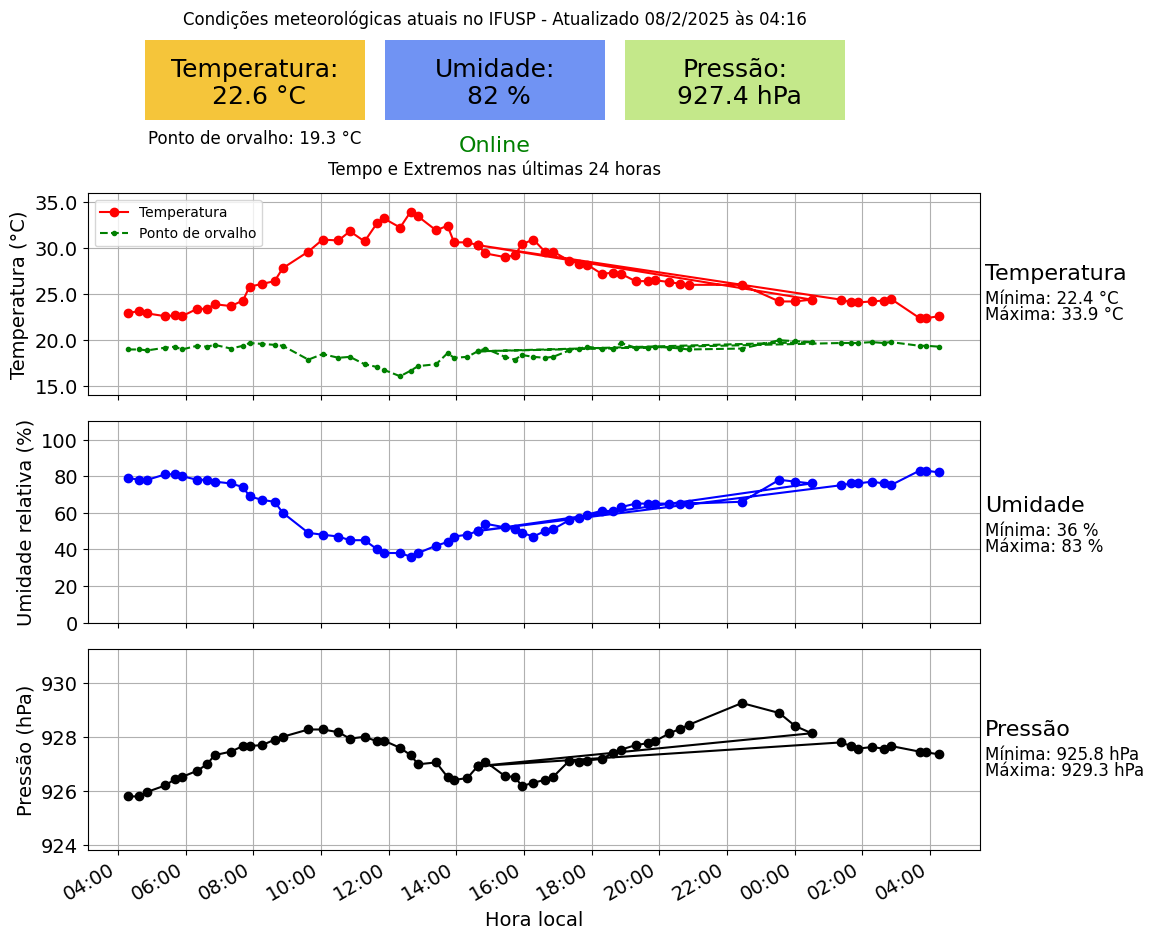 Condições meteorológicas atuais no IFUSP - Atualizado 08/2/2025 às 04:16
Temperatura:
22.6 °C
Umidade:
82 %
Pressão:
927.4 hPa
Ponto de orvalho: 19.3 °C
Online
Tempo e Extremos nas últimas 24 horas
Temperatura (°C)
35.0
30.0
25.0
20.0
15.0
Temperatura
Ponto de orvalho
Temperatura
Mínima: 22.4 °C
Máxima: 33.9 °C
Umidade relativa (%)
100
80
60
40
20
0
Umidade
Mínima: 36 %
Máxima: 83 %
Pressão (hPa)
930
928
926
924
Pressão
Mínima: 925.8 hPa
Máxima: 929.3 hPa
04:00 06:00 08:00 10:00 12:00 14:00 16:00 18:00 20:00 22:00 00:00 02:00 04:00
Hora local